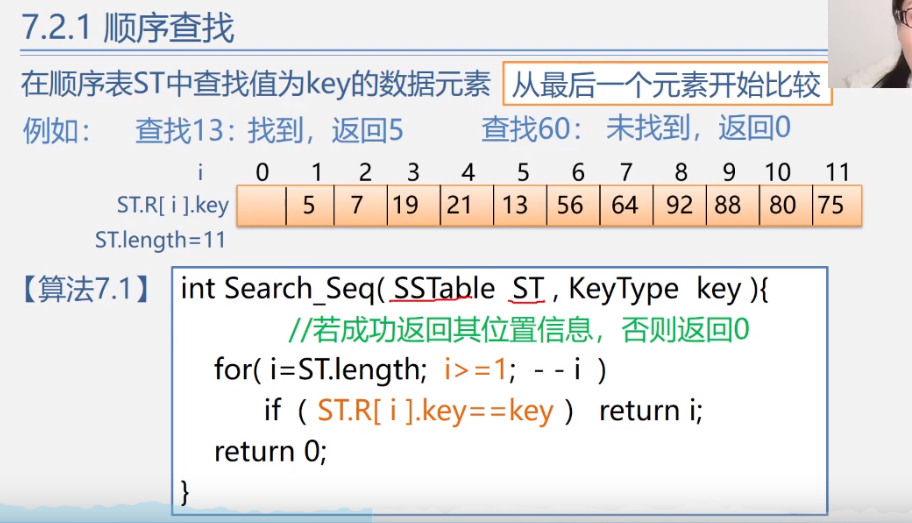 7.2.1 顺序查找
在顺序表ST中查找值为key的数据元素 从最后一个元素开始比较
例如： 查找13：找到，返回5 查找60： 未找到，返回0
i 0 1 2 3 4 5 6 7 8 9 10 11
ST.R[ i ].key 5 7 19 21 13 56 64 92 88 80 75
ST.length=11
【算法7.1】 int Search_Seq( SSTable ST , KeyType key ){
//若成功返回其位置信息，否则返回0
for( i=ST.length; i>=1; - - i )
if ( ST.R[ i ].key==key ) return i;
return 0;
}